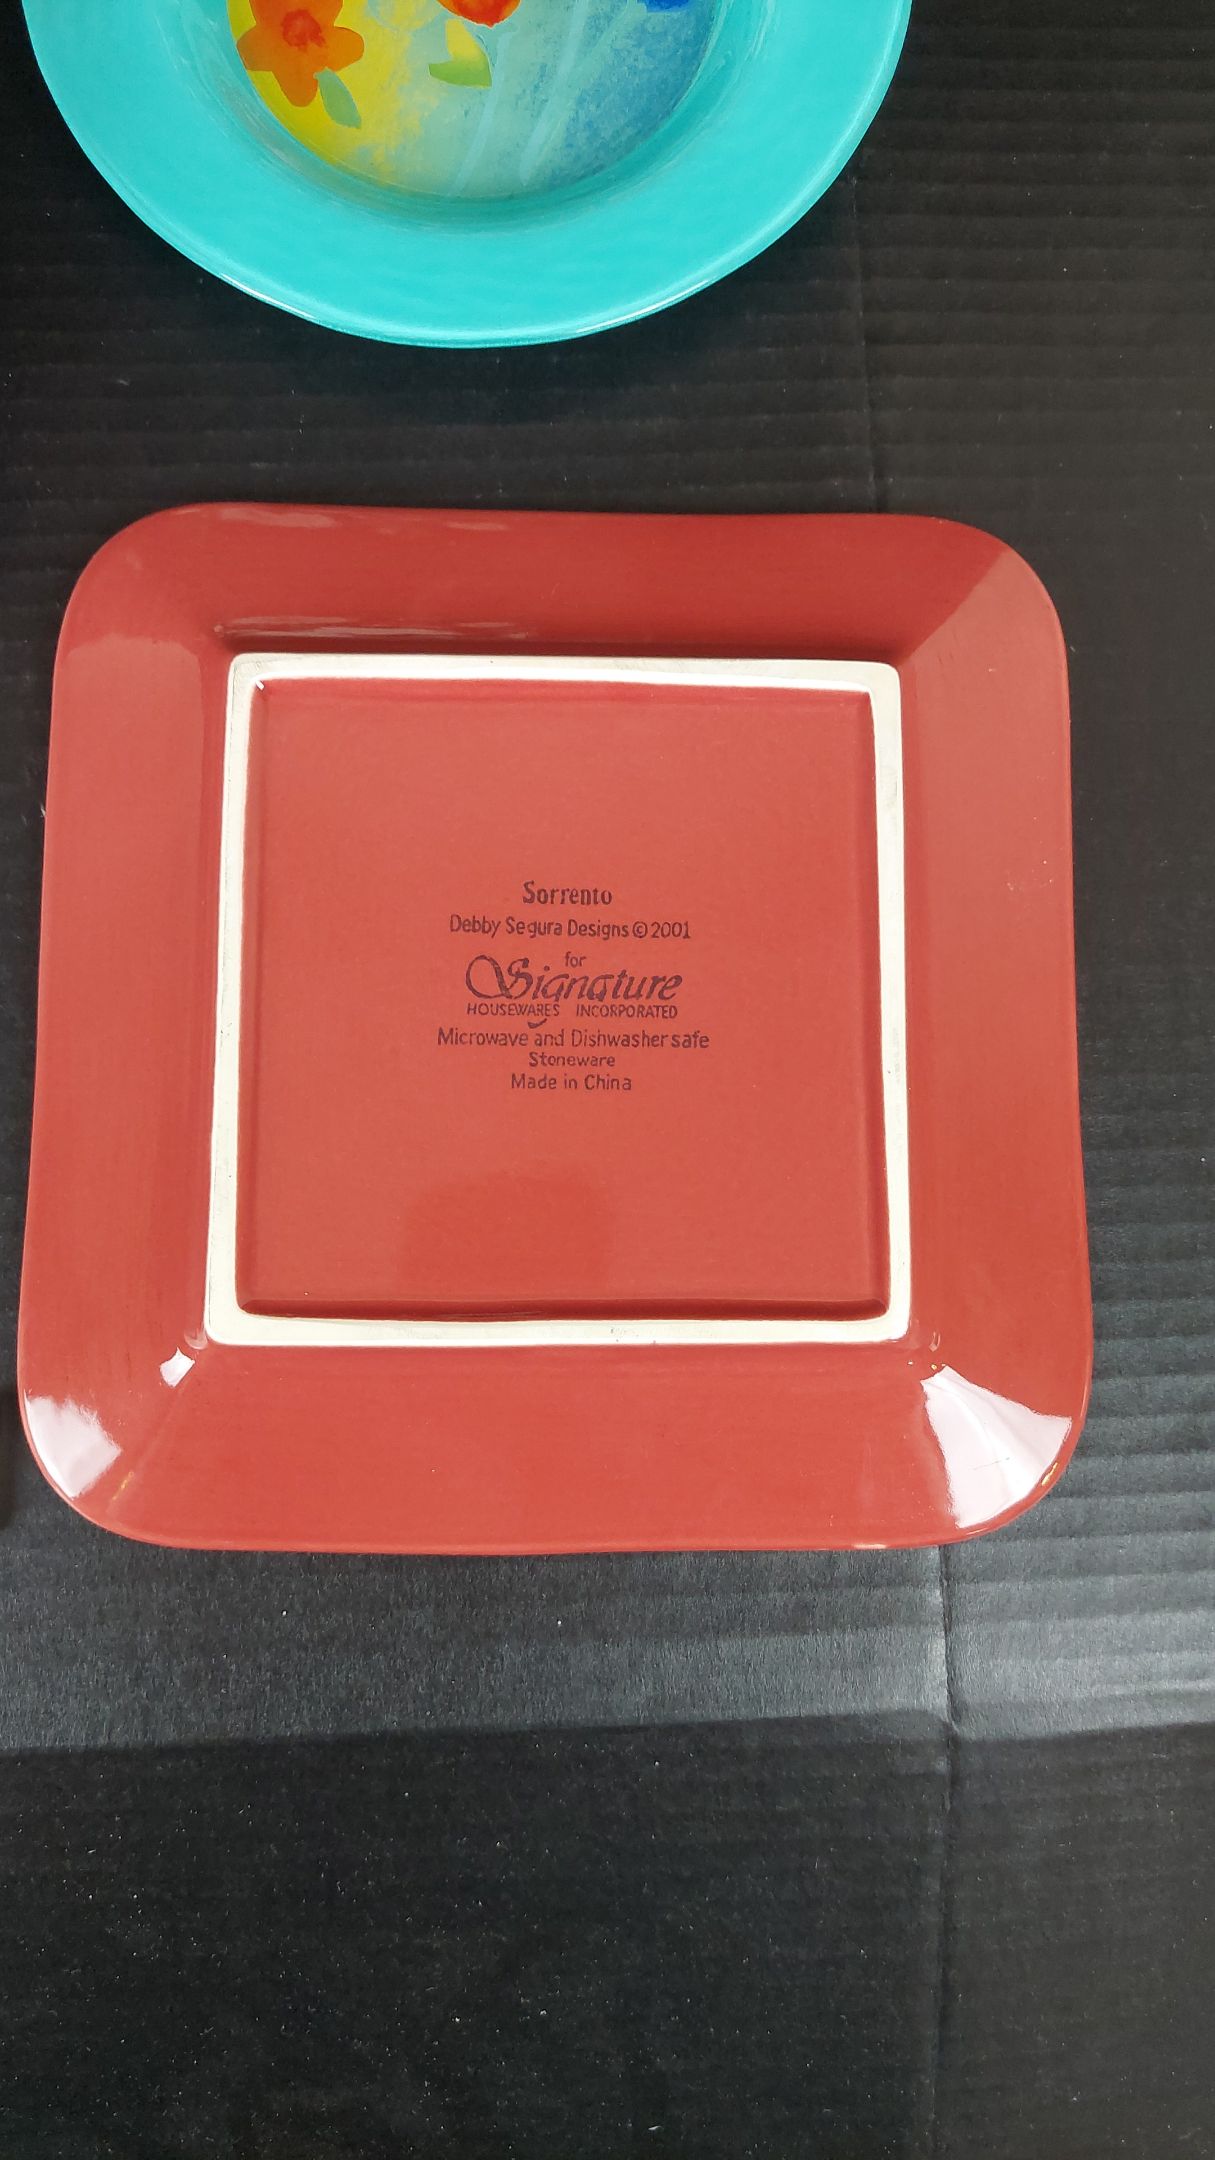 Sorrento
Debby Segura Designs © 2001
for
Signature
HOUSEWARES INCORPORATED
Microwave and Dishwasher safe
Stoneware
Made in China